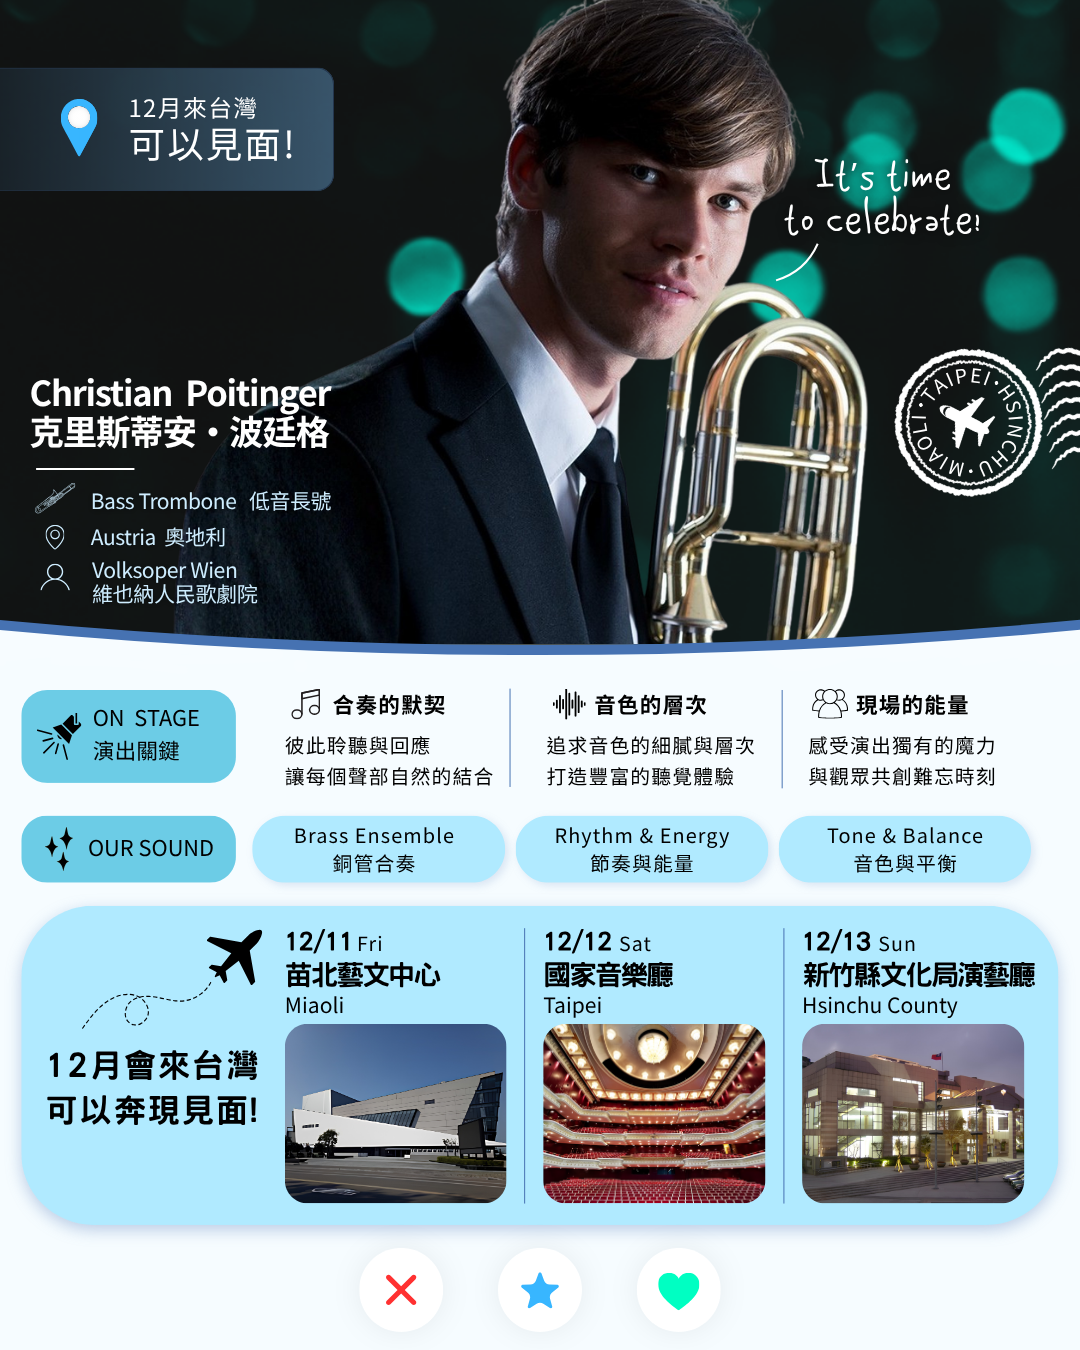 12月來台灣
可以見面!
It's time
to celebrate!
Christian Poitinger
克里斯蒂安・波廷格
Bass Trombone 低音長號
Austria 奧地利
Volksoper Wien
維也納人民歌劇院
TAIPEI・HSINCHU・MIAOLI・
ON STAGE
演出關鍵
合奏的默契
彼此聆聽與回應
讓每個聲部自然的結合
音色的層次
追求音色的細膩與層次
打造豐富的聽覺體驗
現場的能量
感受演出獨有的魔力
與觀眾共創難忘時刻
OUR SOUND
Brass Ensemble
銅管合奏
Rhythm & Energy
節奏與能量
Tone & Balance
音色與平衡
12月會來台灣
可以奔現見面!
12/11 Fri
苗北藝文中心
Miaoli
12/12 Sat
國家音樂廳
Taipei
12/13 Sun
新竹縣文化局演藝廳
Hsinchu County